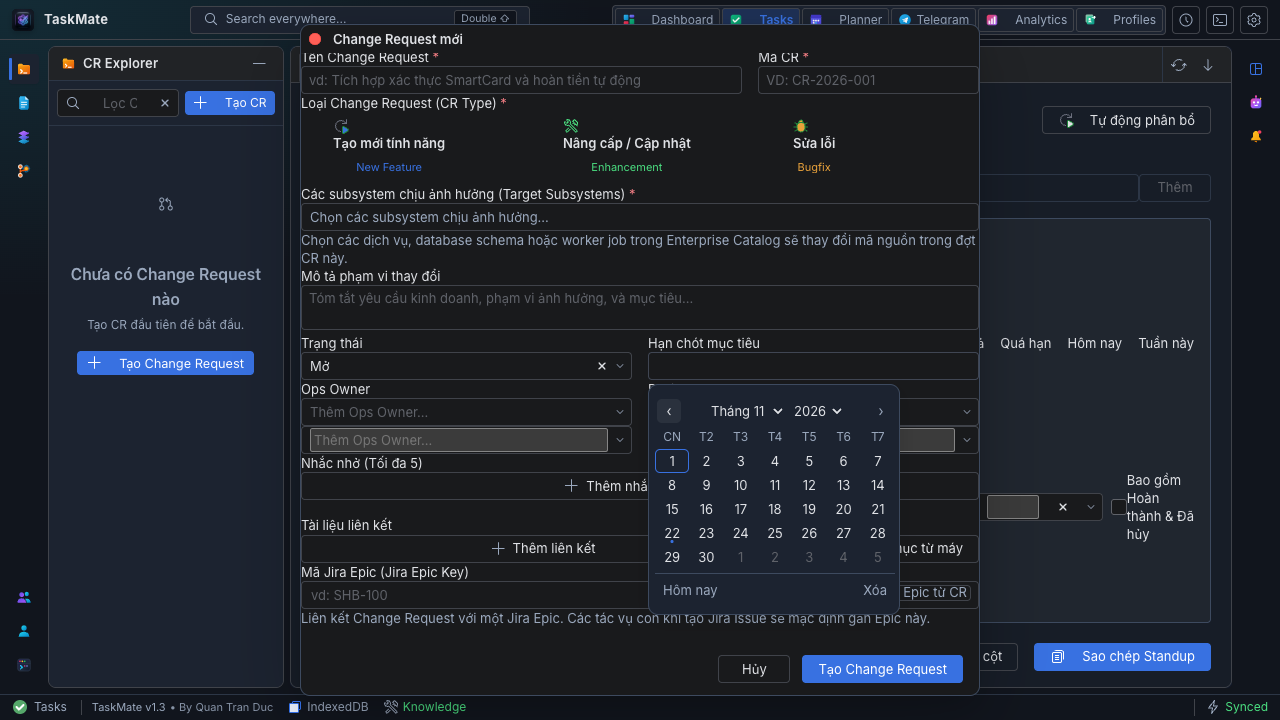 TaskMate
Search everywhere...
Double
Dashboard
Tasks
Planner
Telegram
Analytics
Profiles
CR Explorer
Lọc C
Tạo CR
Chưa có Change Request
nào
Tạo CR đầu tiên để bắt đầu.
Tạo Change Request
Change Request mới
Tên Change Request *
Mã CR *
vd: Tích hợp xác thực SmartCard và hoàn tiền tự động
VD: CR-2026-001
Loại Change Request (CR Type) *
Tạo mới tính năng
New Feature
Nâng cấp / Cập nhật
Enhancement
Sửa lỗi
Bugfix
Các subsystem chịu ảnh hưởng (Target Subsystems) *
Chọn các subsystem chịu ảnh hưởng...
Chọn các dịch vụ, database schema hoặc worker job trong Enterprise Catalog sẽ thay đổi mã nguồn trong đợt
CR này.
Mô tả phạm vi thay đổi
Tóm tắt yêu cầu kinh doanh, phạm vi ảnh hưởng, và mục tiêu...
Trạng thái
Hạn chót mục tiêu
Mở
Ops Owner
Thêm Ops Owner...
Thêm Ops Owner...
Nhắc nhở (Tối đa 5)
Thêm nhắ
Tài liệu liên kết
Thêm liên kết
mục từ máy
Mã Jira Epic (Jira Epic Key)
vd: SHB-100
Epic từ CR
Liên kết Change Request với một Jira Epic. Các tác vụ con khi tạo Jira Issue sẽ mặc định gắn Epic này.
Hủy
Tạo Change Request
‹ Tháng 11 2026 ›
CN T2 T3 T4 T5 T6 T7
1 2 3 4 5 6 7
8 9 10 11 12 13 14
15 16 17 18 19 20 21
22 23 24 25 26 27 28
29 30 1 2 3 4 5
Hôm nay
Xóa
Tự động phân bổ
Thêm
Quá hạn
Hôm nay
Tuần này
Bao gồm
Hoàn
thành & Đã
hủy
cột
Sao chép Standup
Tasks
TaskMate v1.3 • By Quan Tran Duc
IndexedDB
Knowledge
Synced